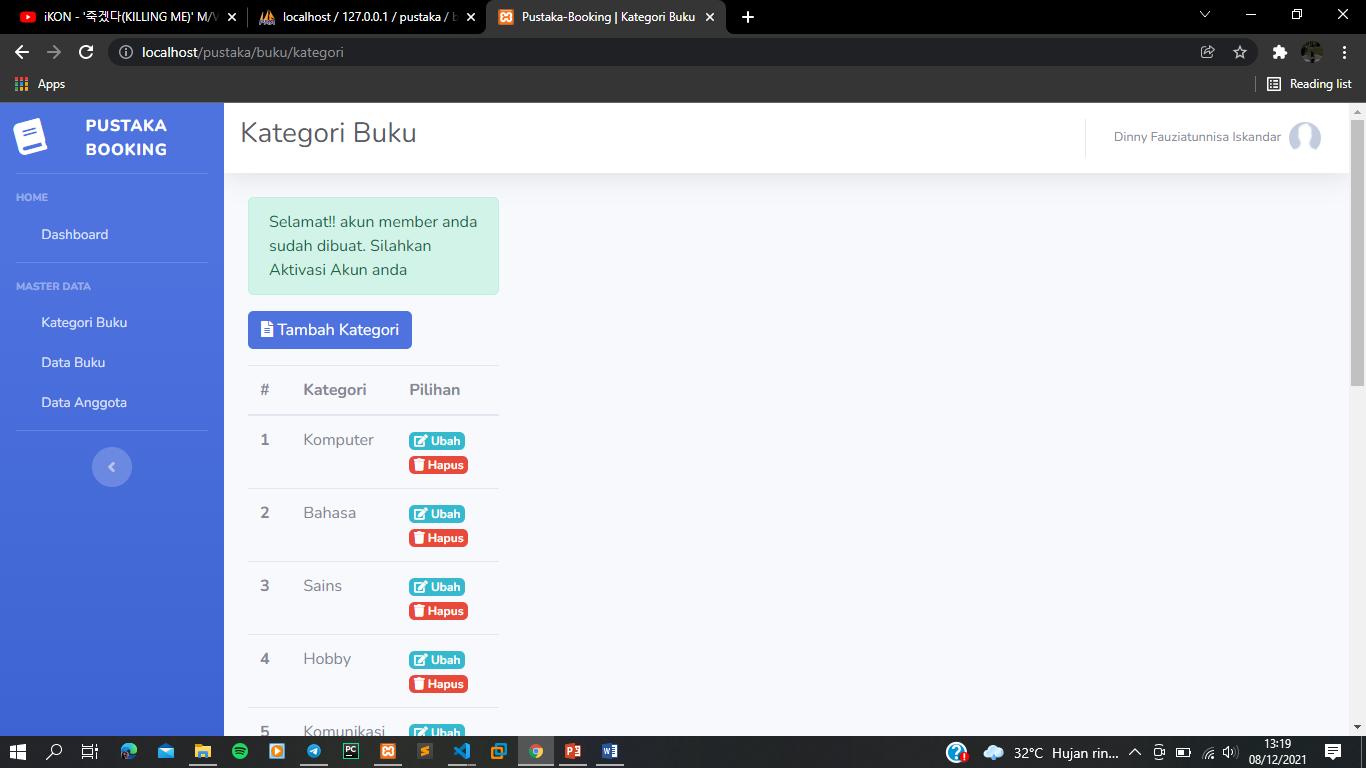 iKON - '죽겠다(KILLING ME)' M/V
localhost / 127.0.0.1 / pustaka / b
Pustaka-Booking | Kategori Buku
localhost/pustaka/buku/kategori
Apps
Reading list
PUSTAKA
BOOKING
Kategori Buku
Dinny Fauziatunnisa Iskandar
HOME
Dashboard
MASTER DATA
Kategori Buku
Data Buku
Data Anggota
Selamat!! akun member anda
sudah dibuat. Silahkan
Aktivasi Akun anda
Tambah Kategori
# Kategori Pilihan
1 Komputer Ubah
Hapus
2 Bahasa Ubah
Hapus
3 Sains Ubah
Hapus
4 Hobby Ubah
Hapus
5 Komunikasi Ubah
32°C Hujan rin...
13:19
08/12/2021